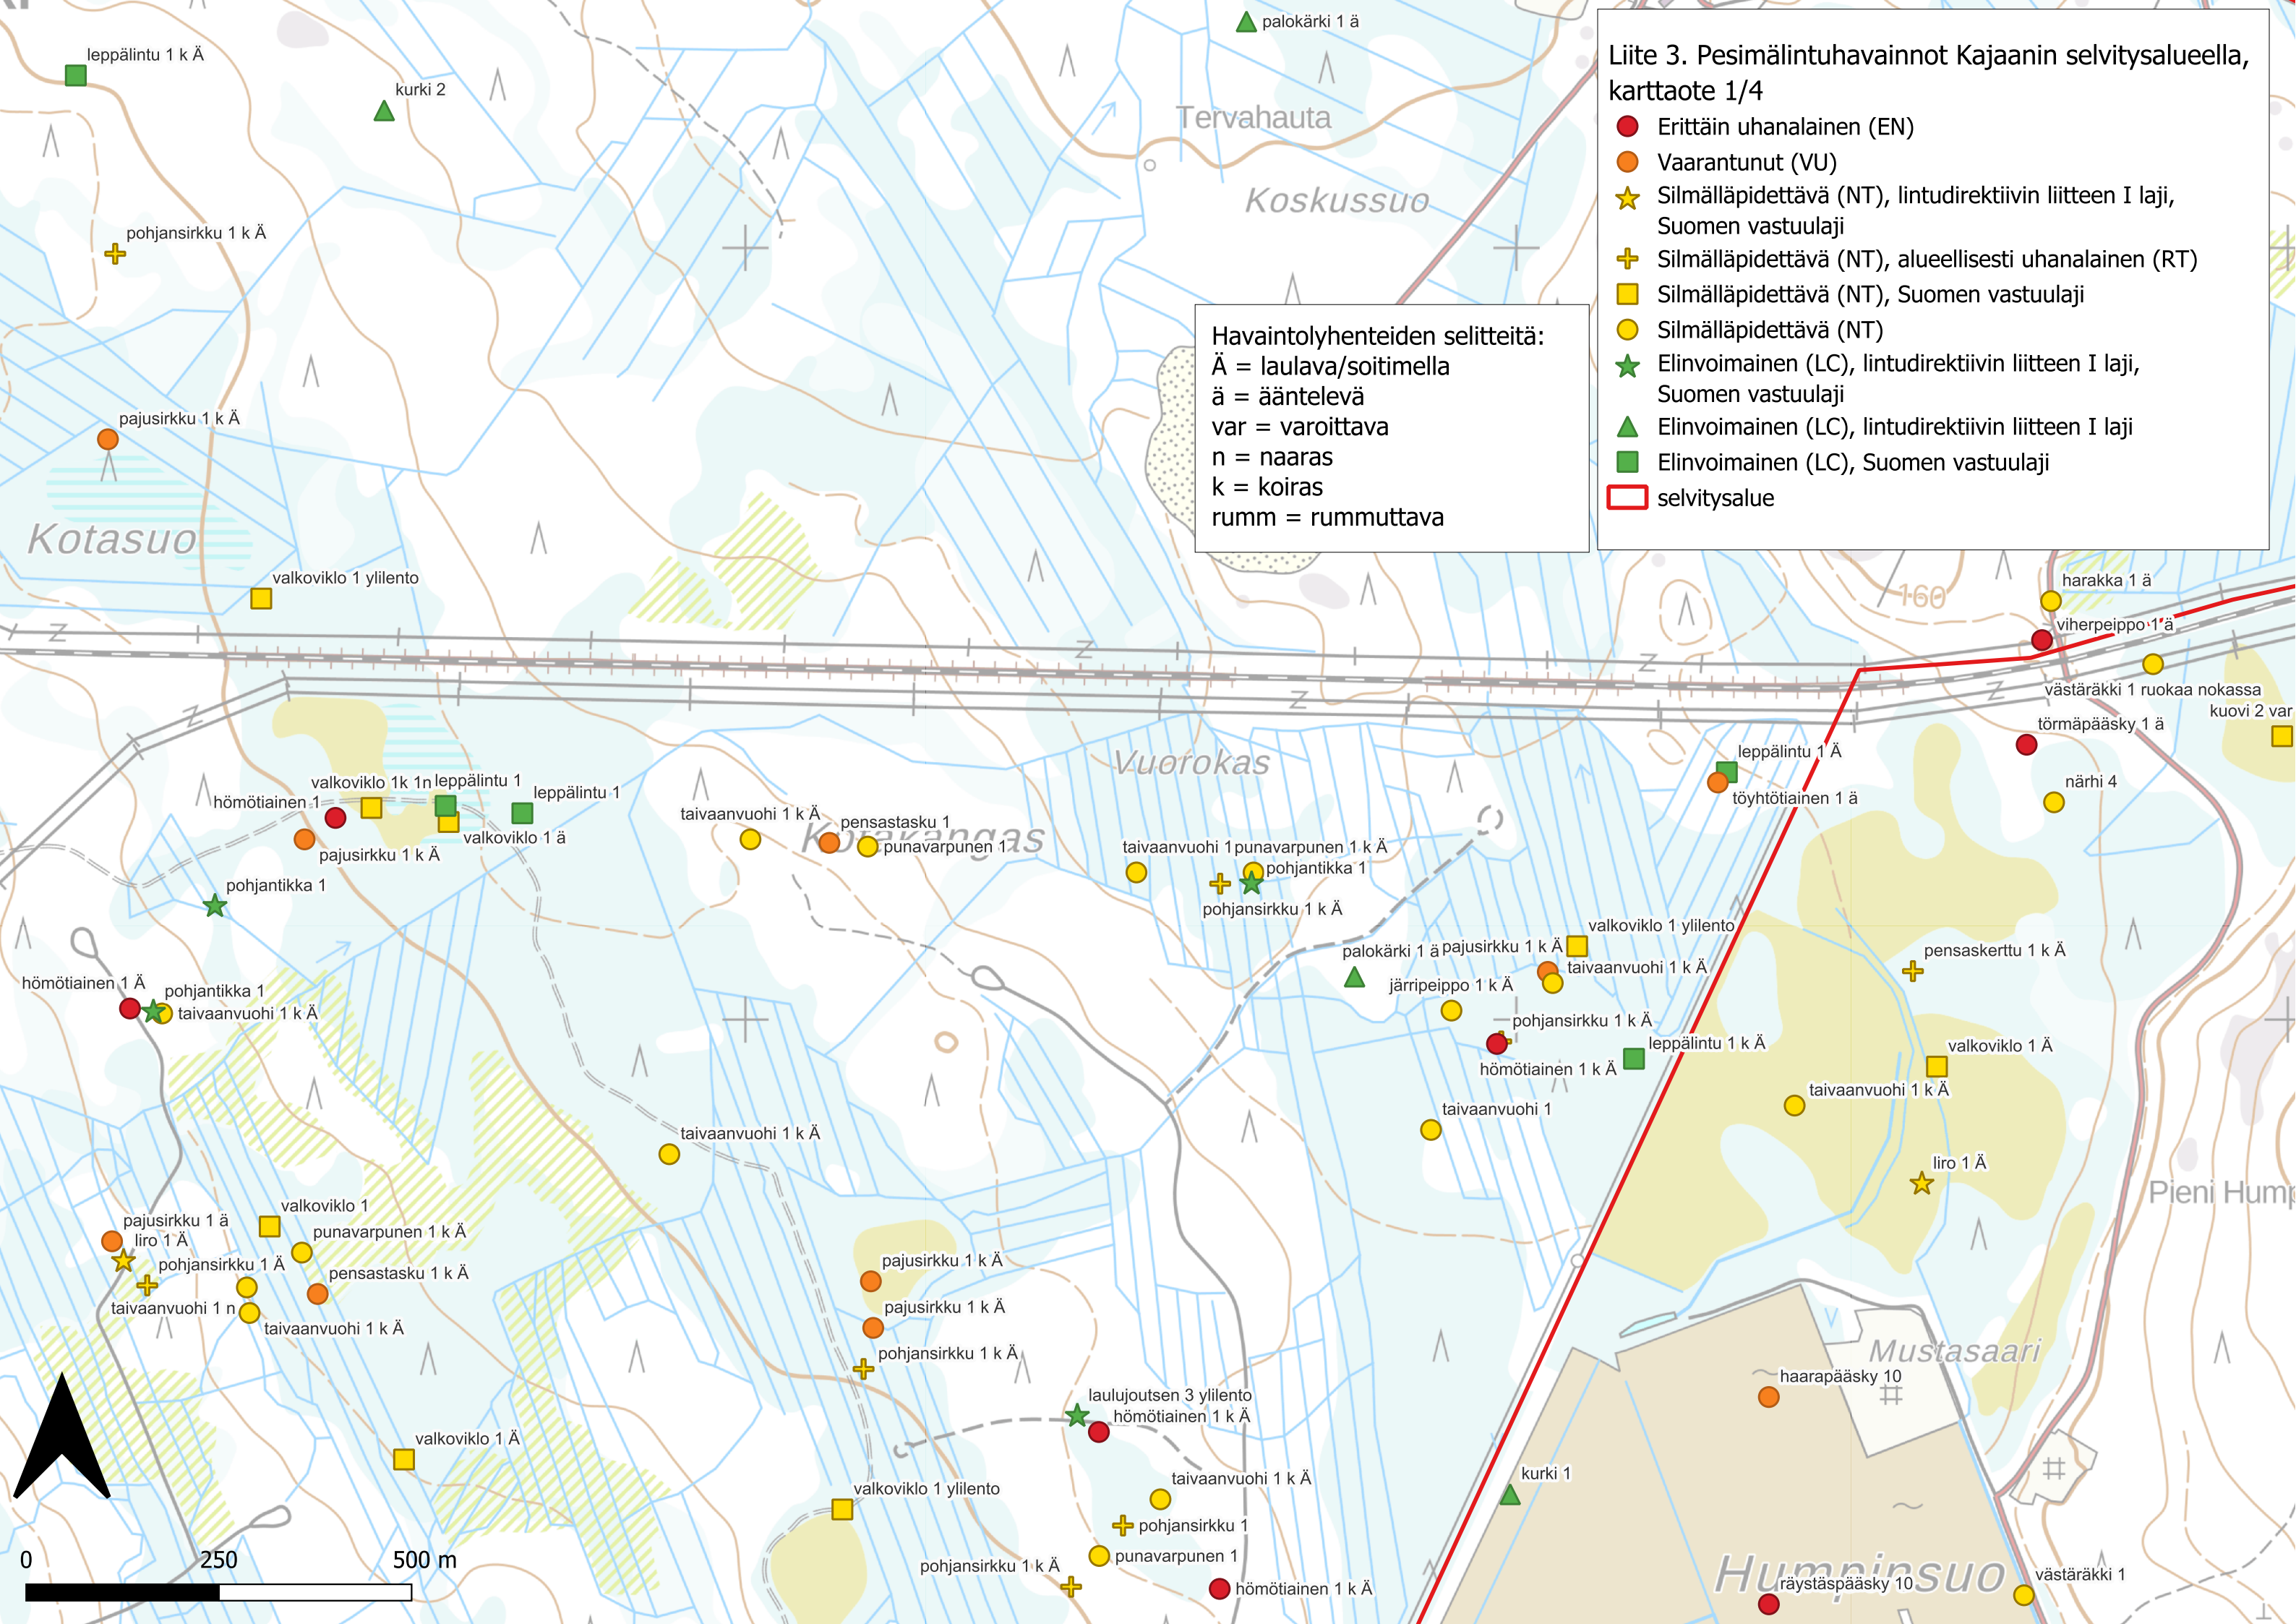 palokärki 1 ä
leppälintu 1 k Ä
kurki 2
Tervahauta
Koskussuo
pohjansirkku 1 k Ä
pajusirkku 1 k Ä
Kotasuo
valkoviklo 1 ylilento
Liite 3. Pesimälintuhavainnot Kajaanin selvitysalueella,
karttaote 1/4
Erittäin uhanalainen (EN)
Vaarantunut (VU)
Silmälläpidettävä (NT), lintudirektiivin liitteen I laji,
Suomen vastuulaji
Silmälläpidettävä (NT), alueellisesti uhanalainen (RT)
Silmälläpidettävä (NT), Suomen vastuulaji
Silmälläpidettävä (NT)
Elinvoimainen (LC), lintudirektiivin liitteen I laji,
Suomen vastuulaji
Elinvoimainen (LC), lintudirektiivin liitteen I laji
Elinvoimainen (LC), Suomen vastuulaji
selvitysalue
Havaintolyhenteiden selitteitä:
Ä = laulava/soitimella
ä = ääntelevä
var = varoittava
n = naaras
k = koiras
rumm = rummuttava
160
harakka 1 ä
viherpeippo 1 ä
västäräkki 1 ruokaa nokassa
kuovi 2 var
törmäpääsky 1 ä
närhi 4
leppälintu 1 Ä
töyhtötiainen 1 ä
Vuorokas
valkoviklo 1k 1n
leppälintu 1
leppälintu 1
hömötiainen 1
valkoviklo 1 ä
pajusirkku 1 k Ä
pohjantikka 1
taivaanvuohi 1 k Ä
pensastasku 1
Kotakangas
punavarpunen 1
taivaanvuohi 1
punavarpunen 1 k Ä
pohjantikka 1
pohjansirkku 1 k Ä
valkoviklo 1 ylilento
palokärki 1 ä
pajusirkku 1 k Ä
taivaanvuohi 1 k Ä
järripeippo 1 k Ä
pohjansirkku 1 k Ä
leppälintu 1 k Ä
hömötiainen 1 k Ä
taivaanvuohi 1
pensaskerttu 1 k Ä
valkoviklo 1 Ä
taivaanvuohi 1 k Ä
liro 1 Ä
Pieni Hump
hömötiainen 1 Ä
pohjantikka 1
taivaanvuohi 1 k Ä
taivaanvuohi 1 k Ä
valkoviklo 1
pajusirkku 1 ä
liro 1 Ä
punavarpunen 1 k Ä
pohjansirkku 1 Ä
pensastasku 1 k Ä
taivaanvuohi 1 n
taivaanvuohi 1 k Ä
pajusirkku 1 k Ä
pajusirkku 1 k Ä
pohjansirkku 1 k Ä
Mustasaari
haarapääsky 10
laulujoutsen 3 ylilento
hömötiainen 1 k Ä
valkoviklo 1 Ä
valkoviklo 1 ylilento
taivaanvuohi 1 k Ä
kurki 1
pohjansirkku 1
punavarpunen 1
pohjansirkku 1 k Ä
hömötiainen 1 k Ä
Humpinsuo
räystäspääsky 10
västäräkki 1
0 250 500 m